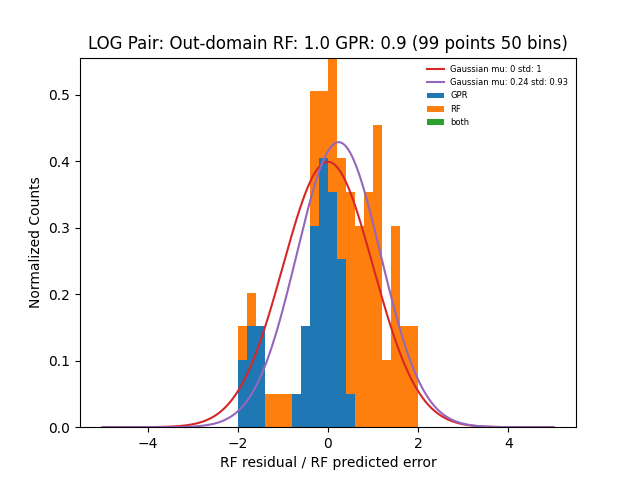 LOG Pair: Out-domain RF: 1.0 GPR: 0.9 (99 points 50 bins)
Gaussian mu: 0 std: 1
Gaussian mu: 0.24 std: 0.93
GPR
RF
both
Normalized Counts
0.5
0.4
0.3
0.2
0.1
0.0
−4
−2
0
2
4
RF residual / RF predicted error